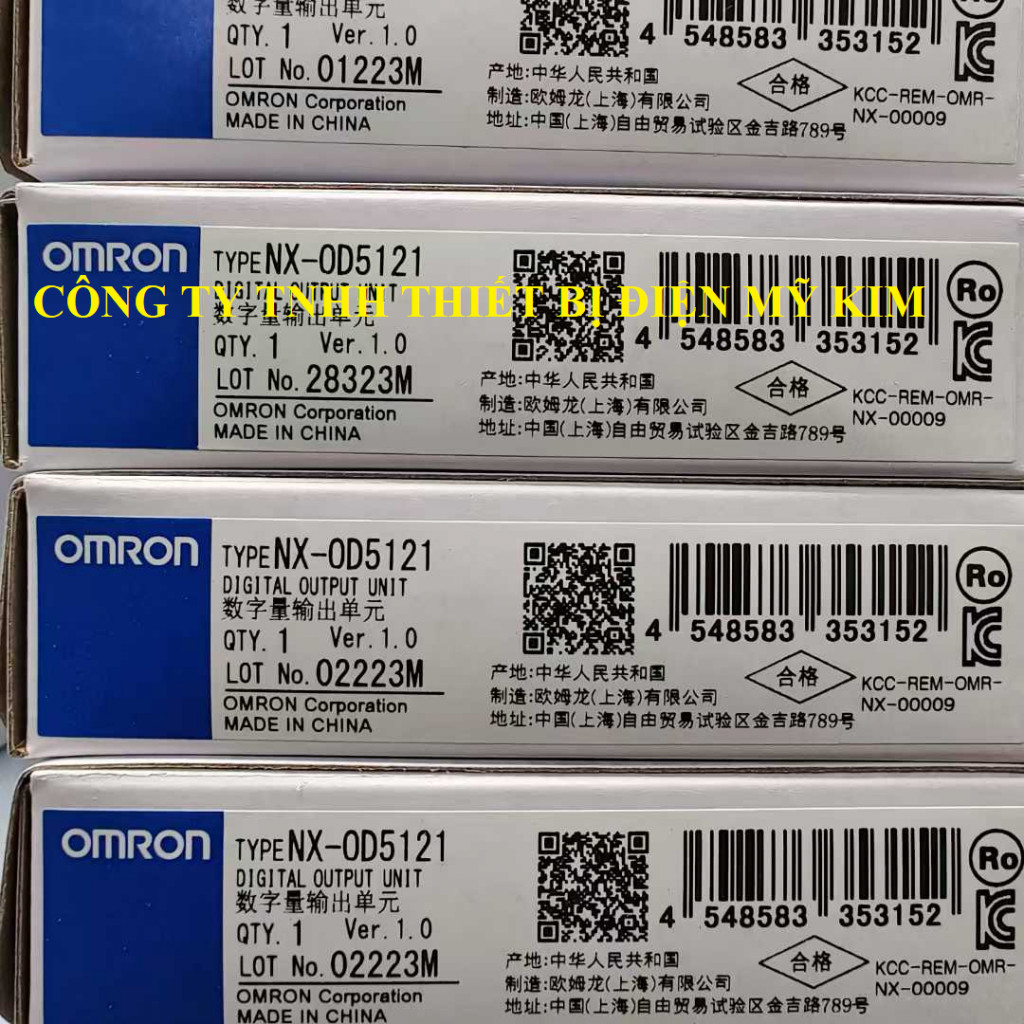 数字量输出单元
QTY. 1 Ver.1.0
LOT No. 01223M
OMRON Corporation
MADE IN CHINA
4 548583 353152
产地:中华人民共和国
制造:欧姆龙(上海)有限公司
地址:中国(上海)自由贸易试验区金吉路789号
合格
KCC-REM-OMR-
NX-00009
OMRON
TYPE NX-OD5121
DIGITAL OUTPUT UNIT
CÔNG TY TNHH THIẾT BỊ ĐIỆN MỸ KIM
数字量输出单元
QTY. 1 Ver.1.0
LOT No. 28323M
OMRON Corporation
MADE IN CHINA
4 548583 353152
产地:中华人民共和国
制造:欧姆龙(上海)有限公司
地址:中国(上海)自由贸易试验区金吉路789号
合格
Ro
KCC-REM-OMR-
NX-00009
OMRON
TYPE NX-OD5121
DIGITAL OUTPUT UNIT
数字量输出单元
QTY. 1 Ver.1.0
LOT No. 02223M
OMRON Corporation
MADE IN CHINA
4 548583 353152
产地:中华人民共和国
制造:欧姆龙(上海)有限公司
地址:中国(上海)自由贸易试验区金吉路789号
合格
Ro
KCC-REM-OMR-
NX-00009
OMRON
TYPE NX-OD5121
DIGITAL OUTPUT UNIT
数字量输出单元
QTY. 1 Ver.1.0
LOT No. 02223M
OMRON Corporation
MADE IN CHINA
4 548583 353152
产地:中华人民共和国
制造:欧姆龙(上海)有限公司
地址:中国(上海)自由贸易试验区金吉路789号
合格
Ro
KCC-REM-OMR-
NX-00009